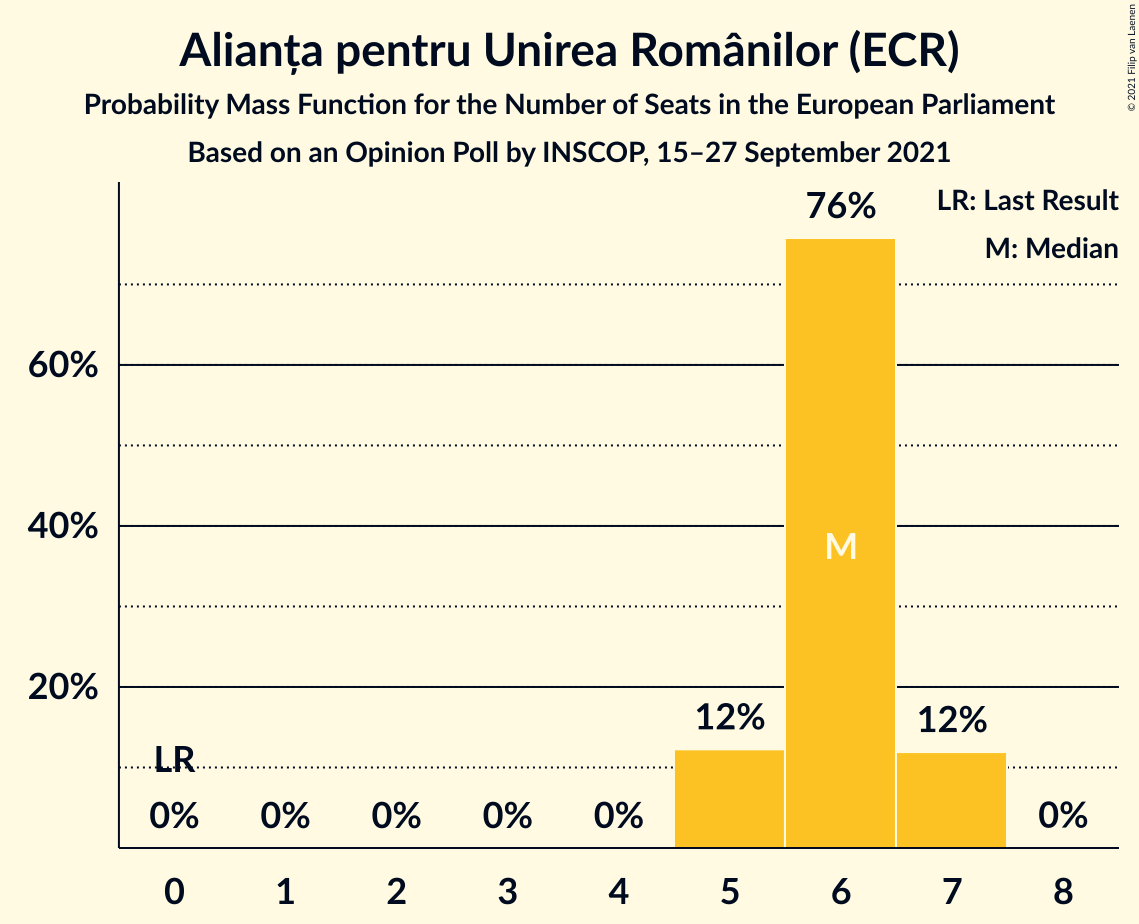 Alianța pentru Unirea Românilor (ECR)
Probability Mass Function for the Number of Seats in the European Parliament
Based on an Opinion Poll by INSCOP, 15–27 September 2021
© 2021 Filip van Laenen
LR: Last Result
M: Median
76%
60%
40%
M
20%
12%
12%
LR
0%
0%
0%
0%
0%
0%
0 1 2 3 4 5 6 7 8